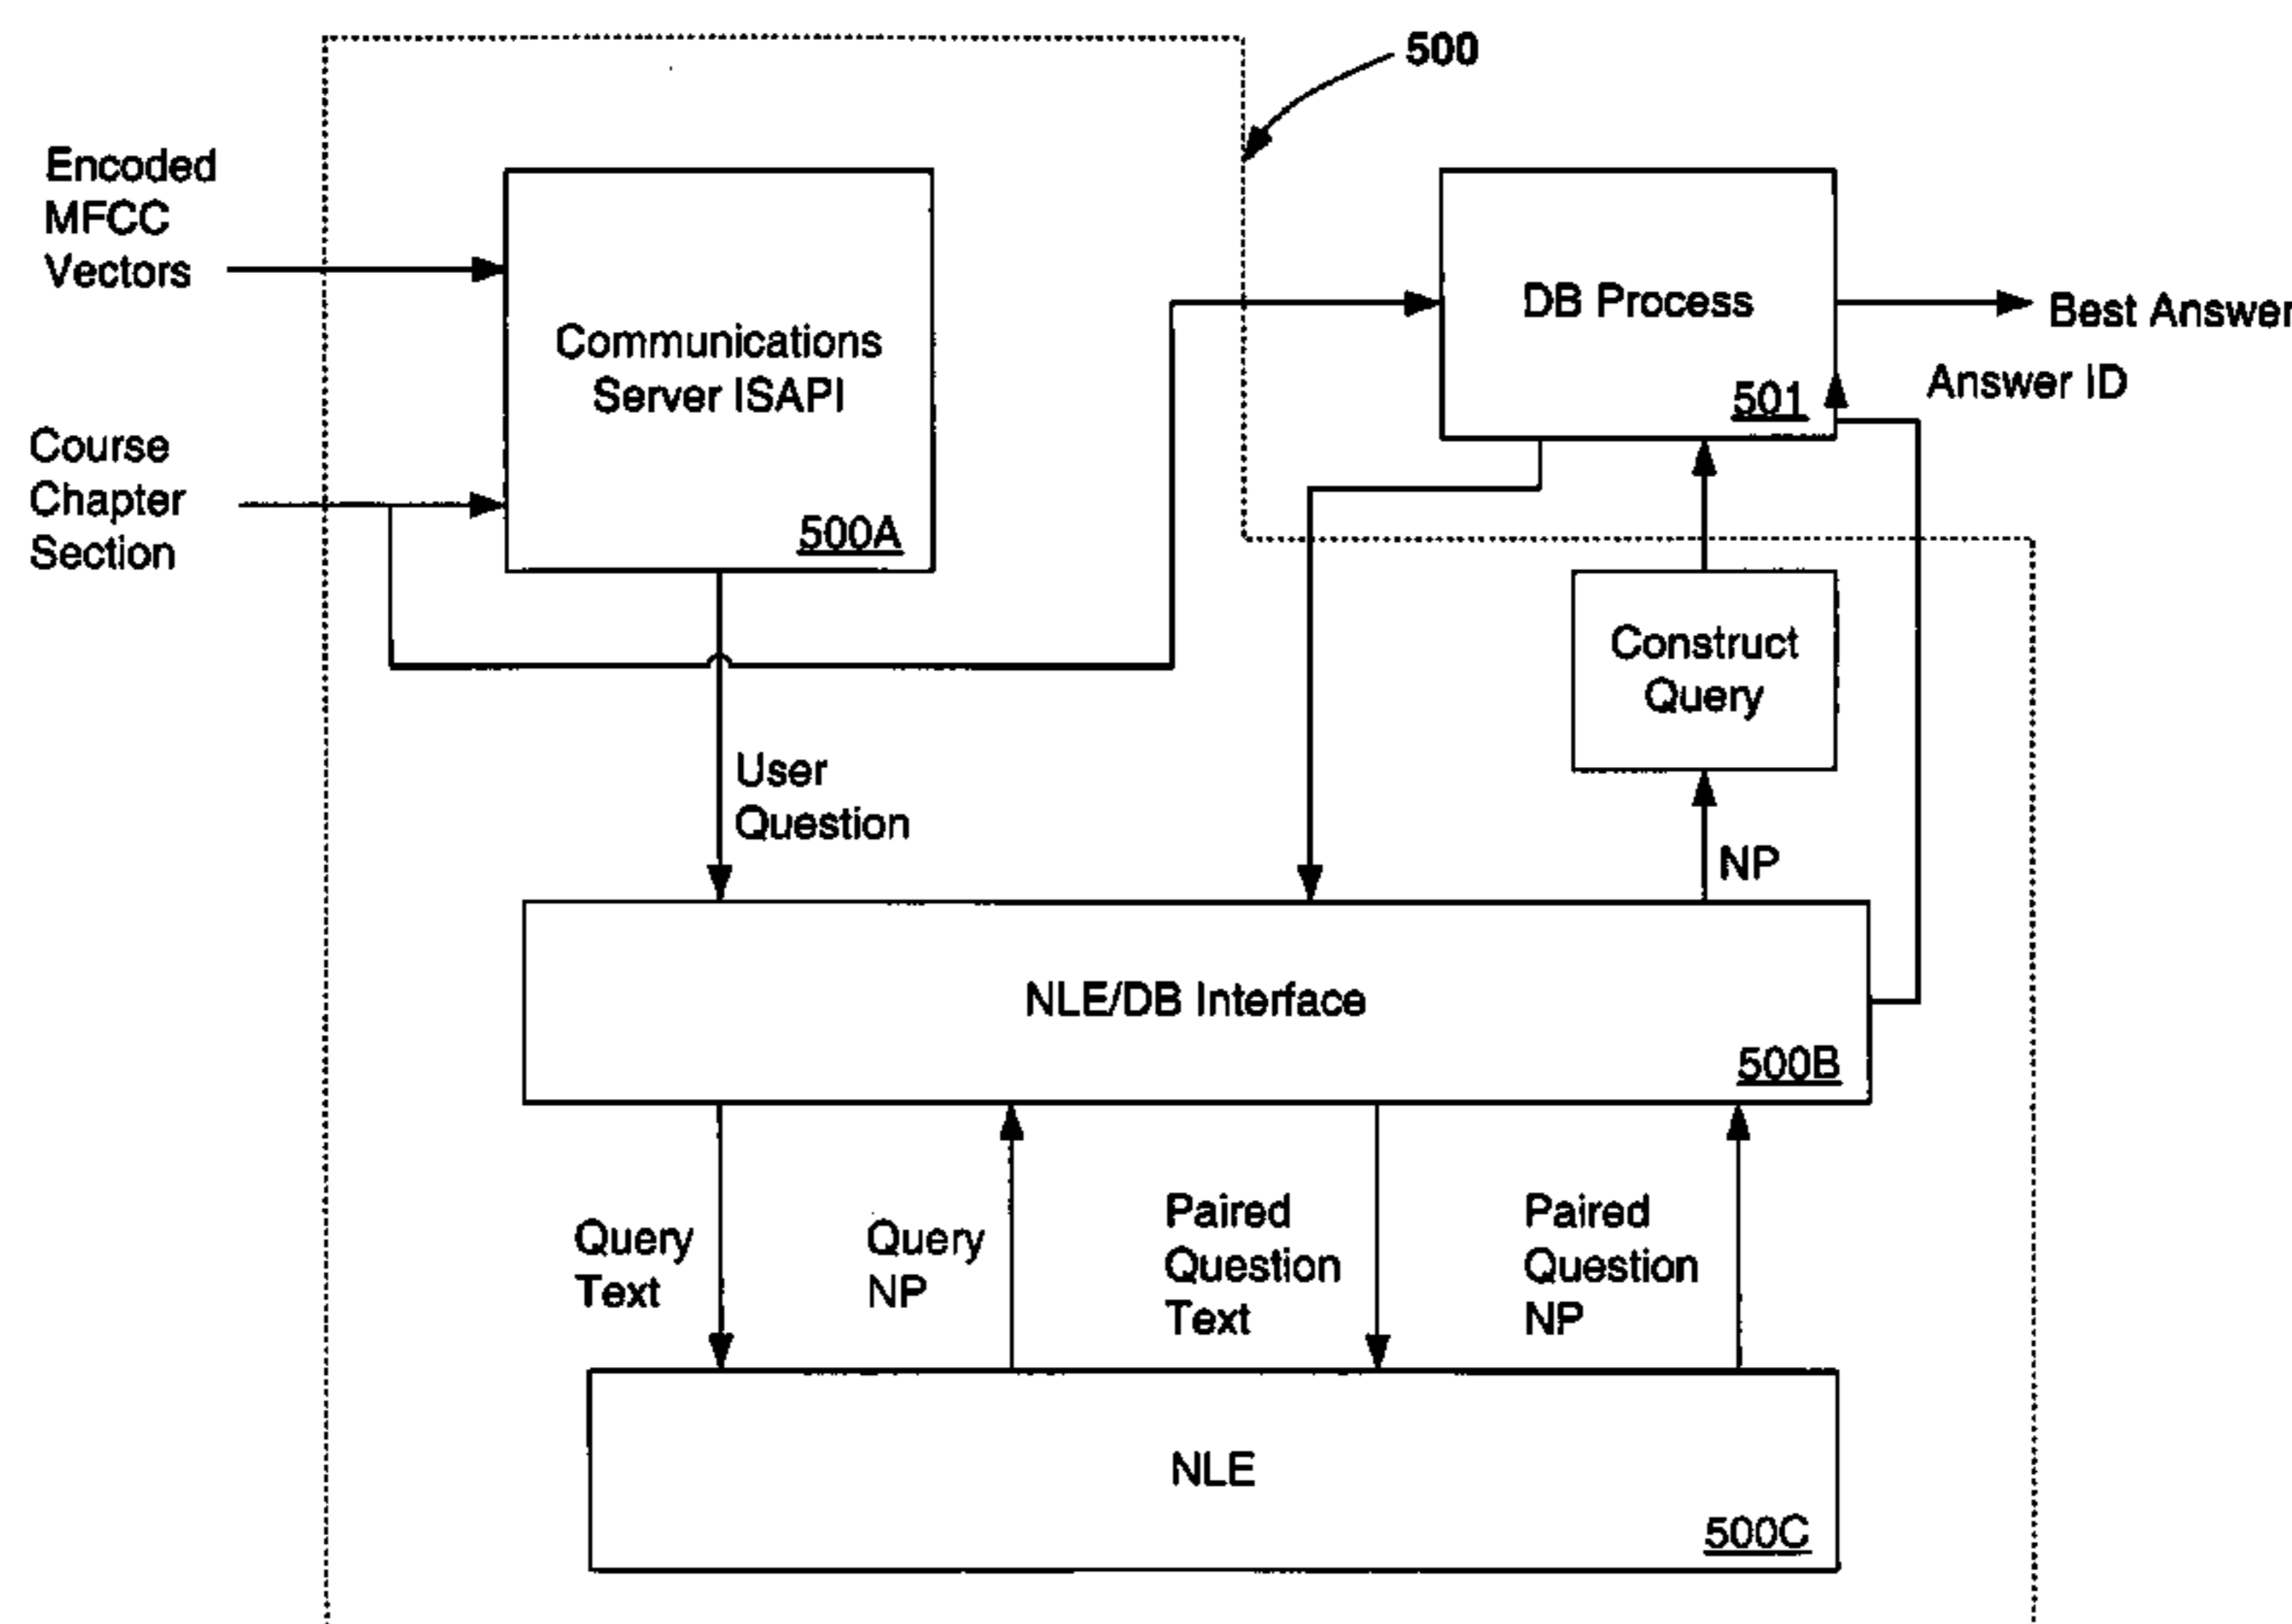 500
Encoded
MFCC
Vectors
Communications
Server ISAPI
500A
DB Process
501
Best Answer
Answer ID
Course
Chapter
Section
Construct
Query
User
Question
NP
NLE/DB Interface
500B
Query
Text
Query
NP
Paired
Question
Text
Paired
Question
NP
NLE
500C